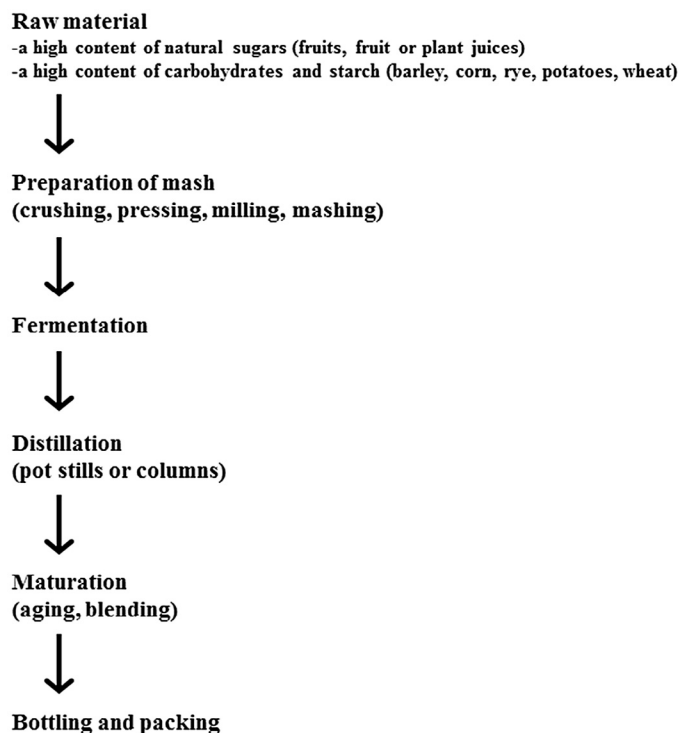 Raw material
-a high content of natural sugars (fruits, fruit or plant juices)
-a high content of carbohydrates and starch (barley, corn, rye, potatoes, wheat)
Preparation of mash
(crushing, pressing, milling, mashing)
Fermentation
Distillation
(pot stills or columns)
Maturation
(aging, blending)
Bottling and packing